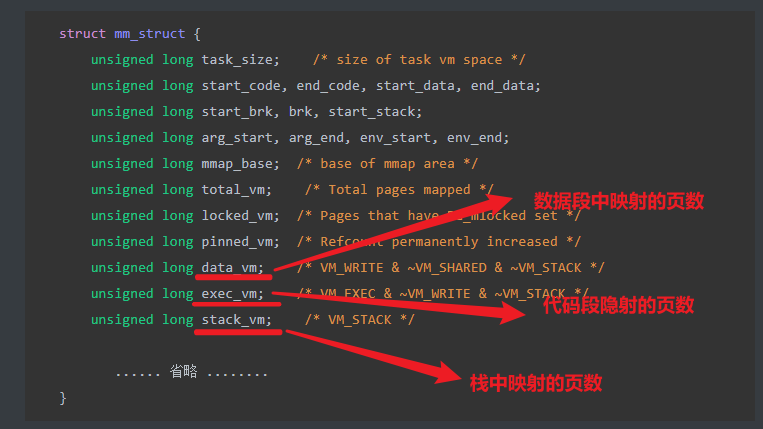 struct mm_struct {
unsigned long task_size; /* size of task vm space */
unsigned long start_code, end_code, start_data, end_data;
unsigned long start_brk, brk, start_stack;
unsigned long arg_start, arg_end, env_start, env_end;
unsigned long mmap_base; /* base of mmap area */
unsigned long total_vm; /* Total pages mapped */
数据段中映射的页数
unsigned long locked_vm; /* Pages that have mlocked set */
unsigned long pinned_vm; /* Refcount permanently increased */
unsigned long data_vm; /* VM_WRITE & ~VM_SHARED & ~VM_STACK */
unsigned long exec_vm; /* VM_EXEC & ~VM_WRITE & ~VM_STACK */
代码段隐射的页数
unsigned long stack_vm; /* VM_STACK */
...... 省略 ........
栈中映射的页数
}